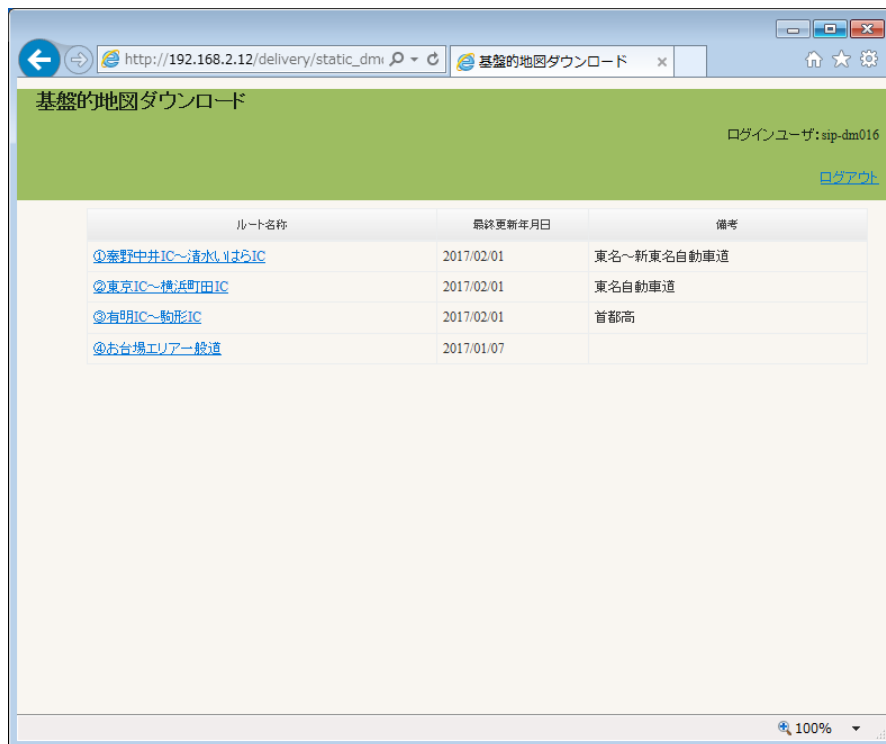 http://192.168.2.12/delivery/static_dm
基盤的地図ダウンロード
基盤的地図ダウンロード
ログインユーザ:sip-dm016
ログアウト
ルート名称 最終更新年月日 備考
①秦野中井IC～清水いはらIC 2017/02/01 東名～新東名自動車道
②東京IC～横浜町田IC 2017/02/01 東名自動車道
③有明IC～駒形IC 2017/02/01 首都高
④お台場エリア一般道 2017/01/07
100%